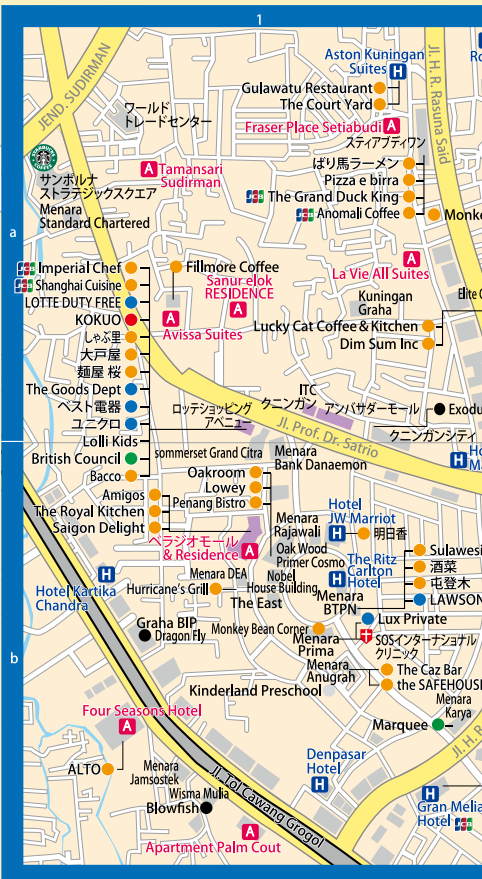 1
JEND. SUDIRMAN
Aston Kuningan
Suites
H
Gulawatu Restaurant
The Court Yard
Jl. H. R. Rasuna Said
ワールド
トレードセンター
Fraser Place Setiabudi
A
スティアブディワン
STARBUCKS COFFEE
サンポルナ
ストラテジックスクエア
Menara
Standard Chartered
A
Tamansari
Sudirman
ばり馬ラーメン
Pizza e birra
JCB The Grand Duck King
JCB Anomali Coffee
Monk
a
JCB Imperial Chef
JCB Shanghai Cuisine
LOTTE DUTY FREE
KOKUO
しゃぶ里
大戸屋
麺屋 桜
The Goods Dept
ベスト電器
ユニクロ
Lolli Kids
British Council
Bacco
Fillmore Coffee
Sanur elok
RESIDENCE
A
A
Avissa Suites
A
La Vie All Suites
Kuningan
Graha
Elite
Lucky Cat Coffee & Kitchen
Dim Sum Inc
ITC
クニンガン
アンバサダーモール
Exodu
ロッテショッピング
アベニュー
Jl. Prof. Dr. Satrio
クニンガンシティ
H
Ho
Ma
sommerset Grand Citra
Menara
Bank Danaemon
Oakroom
Lowey
Penang Bistro
Amigos
The Royal Kitchen
Saigon Delight
ベラジオモール
& Residence
A
Menara
Rajawali
Oak Wood
Primer Cosmo
Hotel
JW Marriot
H
明日香
The Ritz
Carlton
Hotel
H
Sulawesi
酒菜
屯登木
LAWSON
H
Hotel Kartika
Chandra
Menara DEA
Hurricane's Grill
Nobel
House Building
The East
Menara
BTPN
Lux Private
SOSインターナショナル
クリニック
Graha BIP
Dragon Fly
Monkey Bean Corner
Menara
Prima
Menara
Anugrah
The Caz Bar
the SAFEHOUSE
b
Kinderland Preschool
Menara
Karya
Marquee
Four Seasons Hotel
A
ALTO
Menara
Jamsostek
Wisma Mulia
Blowfish
Jl. Tol Cawang Grogol
Denpasar
Hotel
H
Jl. H. R
H
Gran Melia
Hotel JCB
A
Apartment Palm Cout